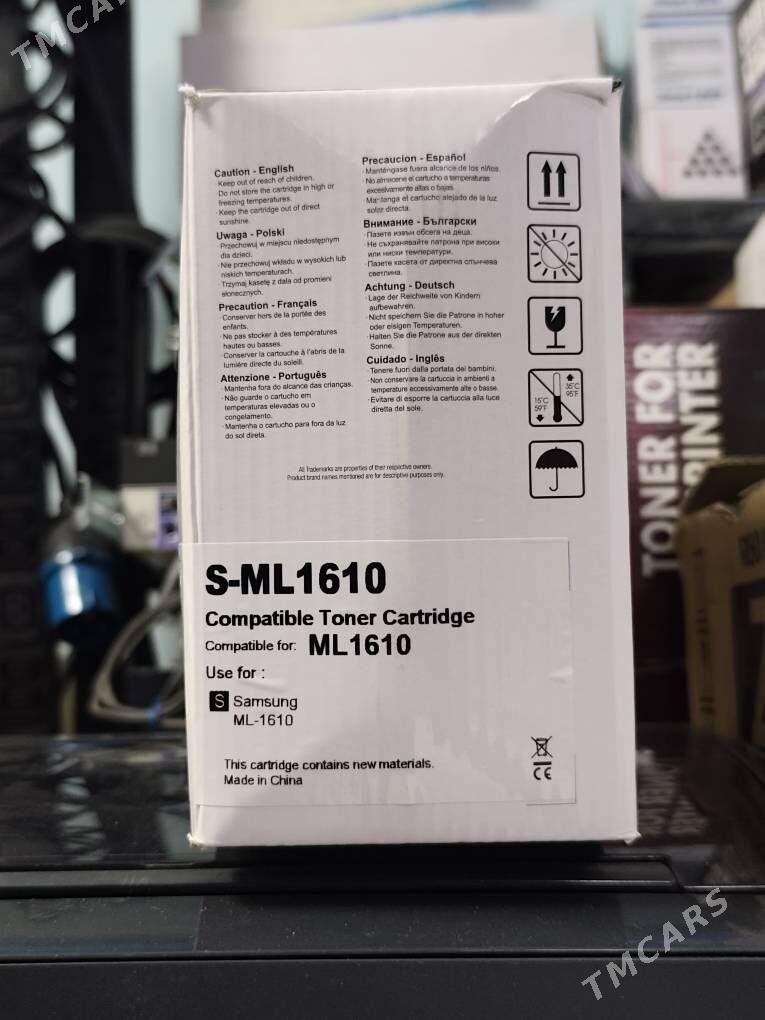 TMCARS
Caution - English
Keep out of reach of children.
Do not store the cartridge in high or
freezing temperatures.
Keep the cartridge out of direct
sunshine.
Uwaga - Polski
Przechowuj w miejscu niedostępnym
dla dzieci.
Nie przechowuj wkładu w wysokich lub
niskich temperaturach.
Trzymaj kasetę z dala od promieni
słonecznych.
Precaution - Français
Conserver hors de la portée des
enfants.
Ne pas stocker à des températures
hautes ou basses.
Conserver la cartouche à l'abris de la
lumière directe du soleil.
Attenzione - Português
Mantenha fora do alcance das crianças.
Não guarde o cartucho em
temperaturas elevadas ou o
congelamento.
Mantenha o cartucho para fora da luz
do sol direta.
Precaucion - Español
Manténgase fuera alcance de los niños.
No almacene el cartucho a temperaturas
excesivamente altas o bajas.
Mantenga el cartucho alejado de la luz
solar directa.
Внимание - Български
Пазете извън обсега на деца.
Не съхранявайте патрона при високи
или ниски температури.
Пазете касета от директна слънчева
светлина.
Achtung - Deutsch
Lage der Reichweite von Kindern
aufbewahren.
Nicht speichern Sie die Patrone in hoher
oder eisigen Temperaturen.
Halten Sie die Patrone aus der direkten
Sonne.
Cuidado - Inglês
Tenere fuori dalla portata dei bambini.
Non conservare la cartuccia in ambienti a
temperature eccessivamente alte o basse.
Evitare di esporre la cartuccia alla luce
diretta del sole.
15°C
59°F
35°C
95°F
All Trademarks are properties of their respective owners.
Product brand names mentioned are for descriptive purposes only.
S-ML1610
Compatible Toner Cartridge
Compatible for: ML1610
Use for :
S Samsung
ML-1610
This cartridge contains new materials.
Made in China
CE
TONER FOR
PRINTER
TMCARS